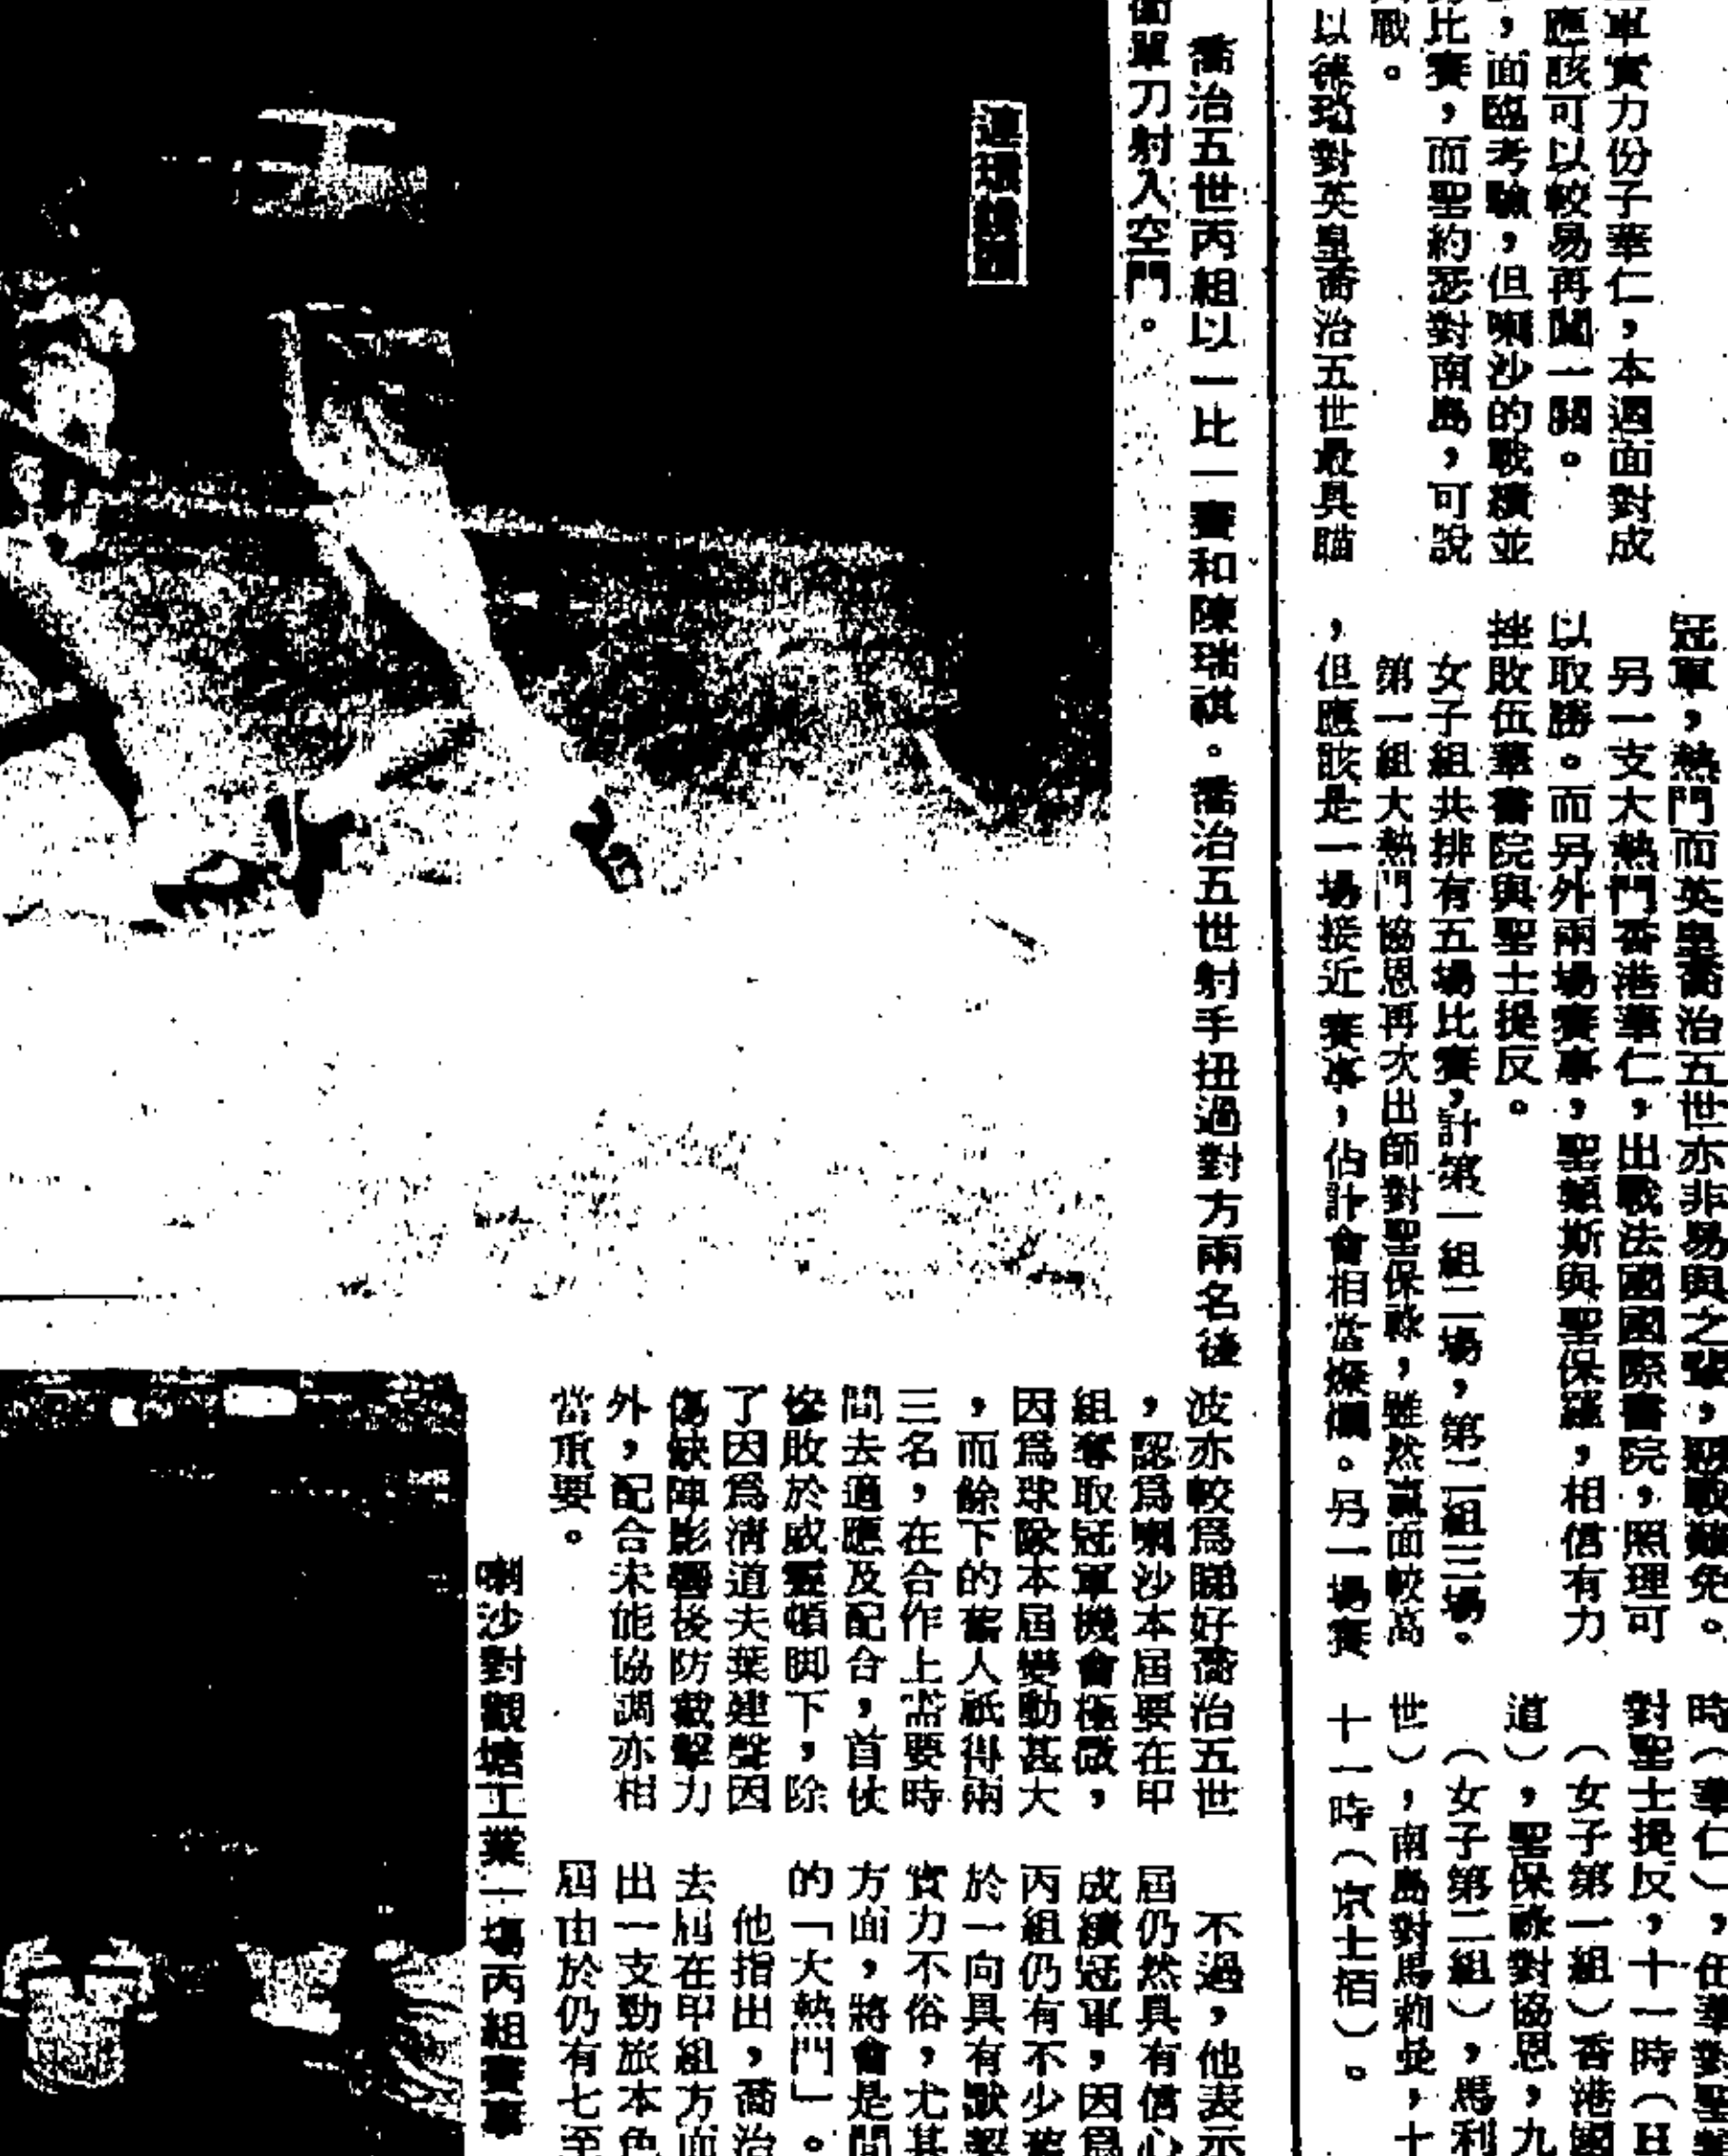 軍實力份子華仁，本週面對成
應該可以較易再闖一關。
，面臨考驗，但喇沙的戰績並
比賽，而聖約瑟對南島，可說
戰。
以德瑤對英皇喬治五世最具瞄
冠軍，熱門而英皇喬治五世亦非易與之輩，惡戰難免。
另一支大熱門香港華仁，出戰法國國際書院，照理可
以取勝。而另外兩場賽事，聖類斯與聖保羅，相信有力
挫敗伍華書院與聖士提反。
女子組共排有五場比賽，計第一組二場，第二組三場。
第一組大熱門協恩再次出師對聖保祿，雖然贏面較高
，但應該是一場接近賽事，估計會相當燦爛。另一場賽
時（華仁），伍華對聖類
對聖士提反，十一時（
（女子第一組）香港國
道），聖保祿對協恩，九
（女子第二組），馬利
世），南島對馬利曼，十
十一時（京士栢）。
喬治五世丙組以一比一賽和陳瑞祺。喬治五世射手扭過對方兩名後
衛單刀射入空門。
波亦較爲睇好喬治五世
，認爲喇沙本屆要在甲
組奪取冠軍機會極微，
因爲球隊本屆變動甚大
，而餘下的舊人祇得兩
三名，在合作上需要時
間去適應及配合，首仗
慘敗於威靈頓脚下，除
了因爲清道夫葉建聲因
傷缺陣影響後防截擊力
外，配合未能協調亦相
當重要。
不過，他表示
屆仍然具有信心
成績冠軍，因爲
丙組仍有不少舊
於一向具有默契
實力不俗，尤其
方面，將會是問
的「大熱門」。
他指出，喬治
去屆在甲組方面
出一支勁旅本色
屆由於仍有七至
喇沙對觀塘工業一場丙組賽事